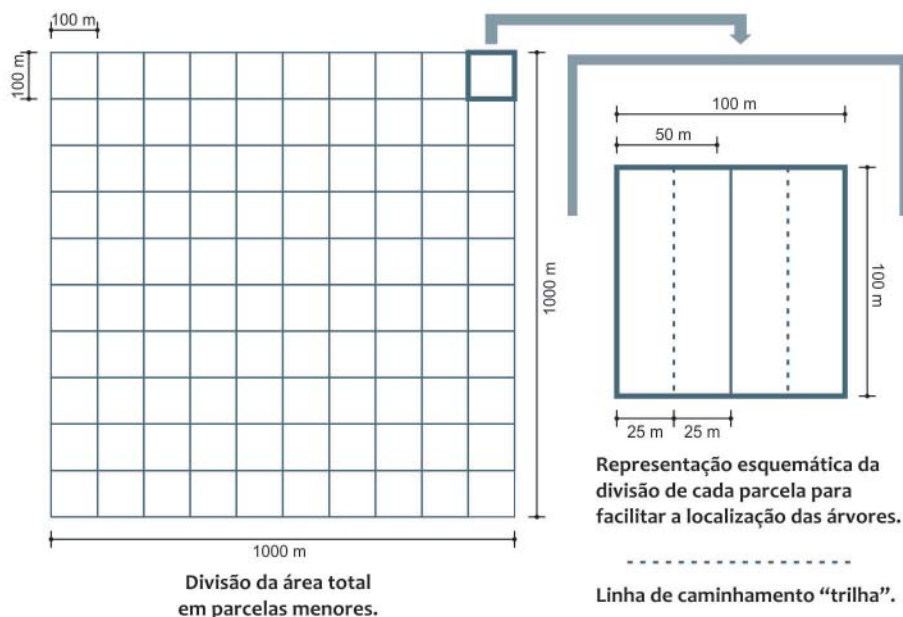 100 m
100 m
1000 m
1000 m
Divisão da área total
em parcelas menores.
100 m
50 m
100 m
25 m
25 m
Representação esquemática da
divisão de cada parcela para
facilitar a localização das árvores.
Linha de caminhamento “trilha”.